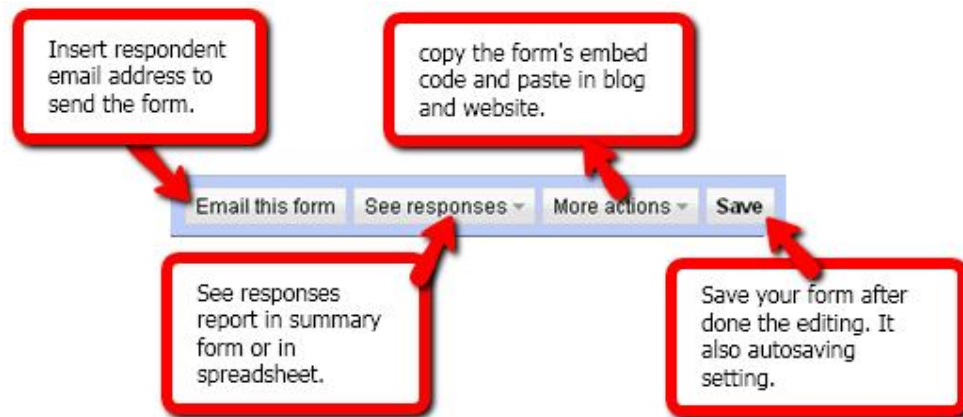 Insert respondent
email address to
send the form.
copy the form's embed
code and paste in blog
and website.
Email this form See responses More actions Save
See responses
report in summary
form or in
spreadsheet.
Save your form after
done the editing. It
also autosaving
setting.